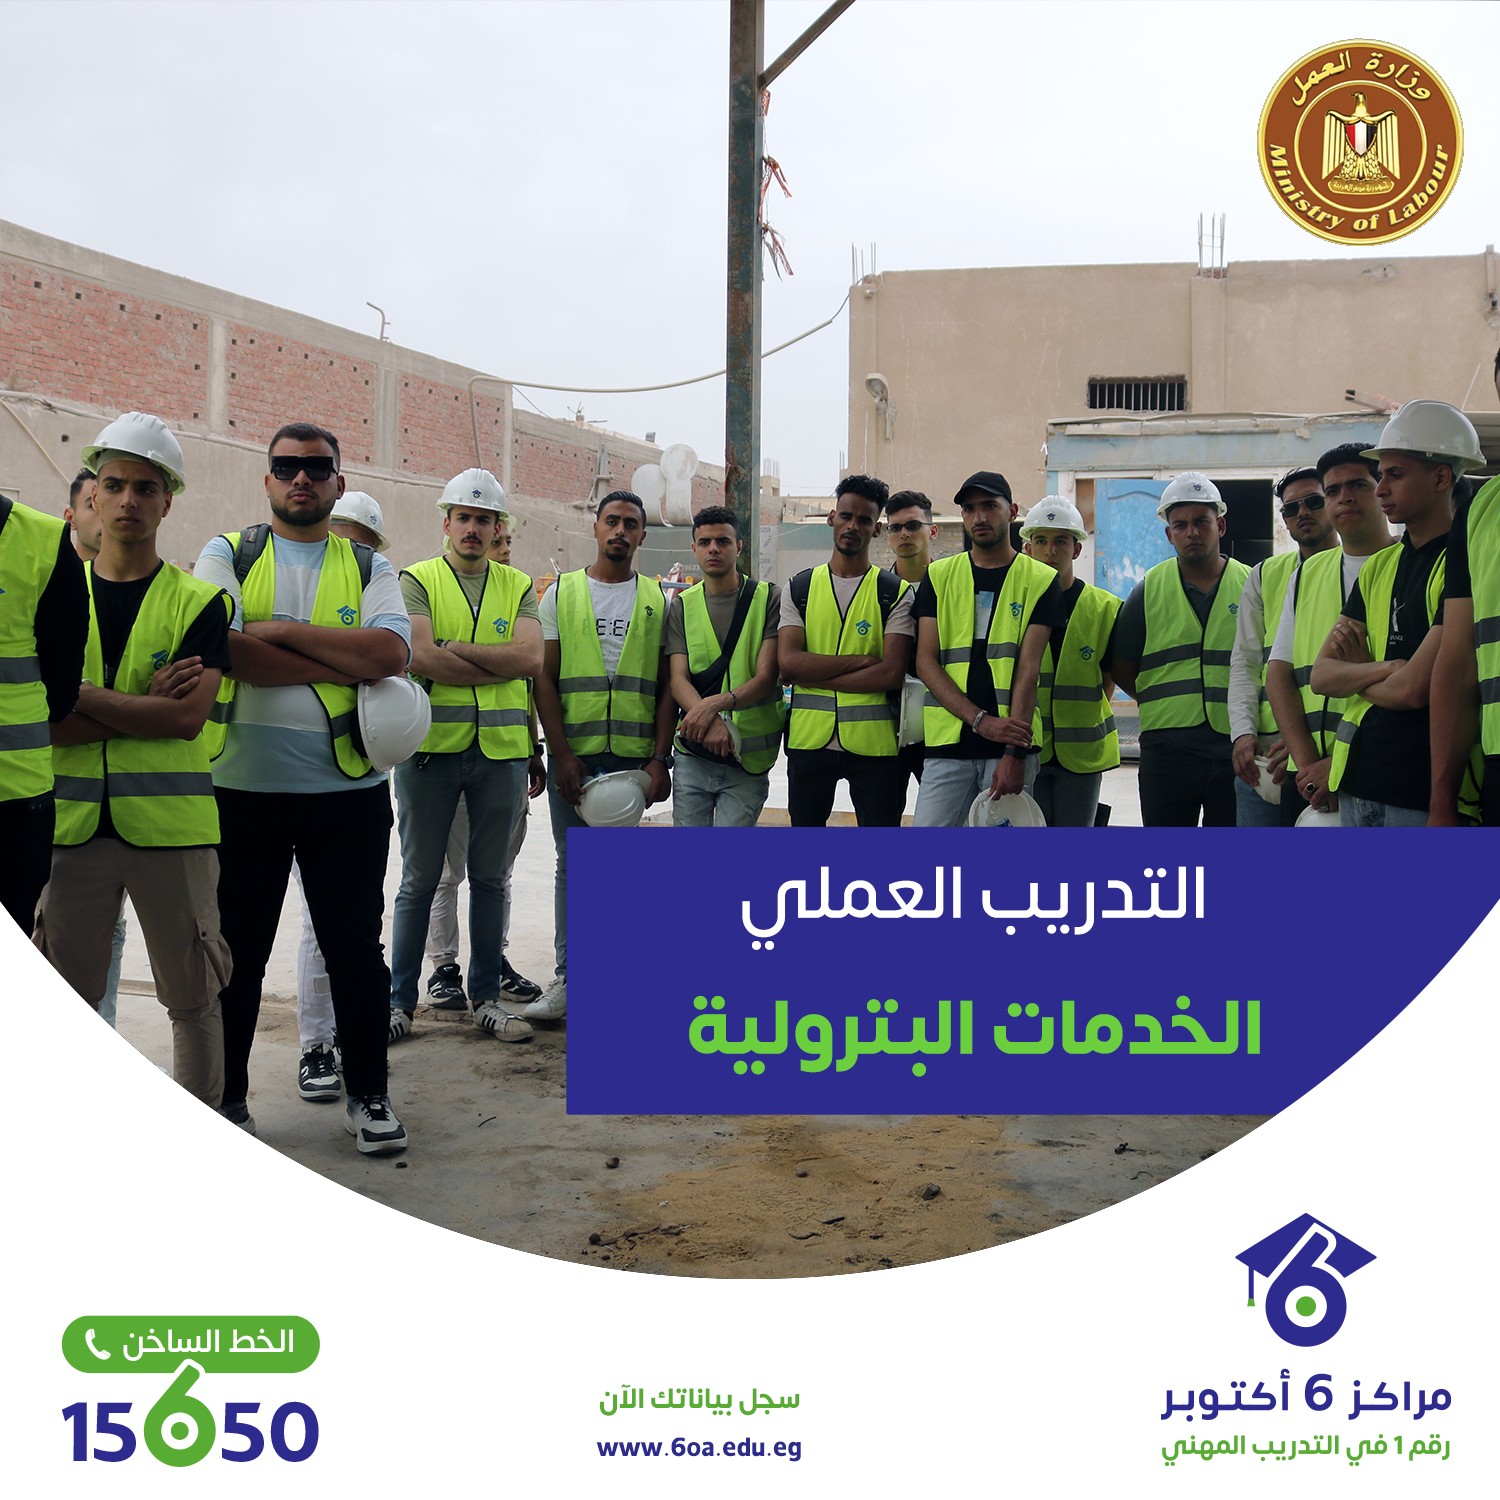 وزارة العمل
Ministry of Labour
التدريب العملي
الخدمات البترولية
الخط الساخن
15650
سجل بياناتك الآن
www.6oa.edu.eg
6
مراكز 6 أكتوبر
رقم 1 في التدريب المهني